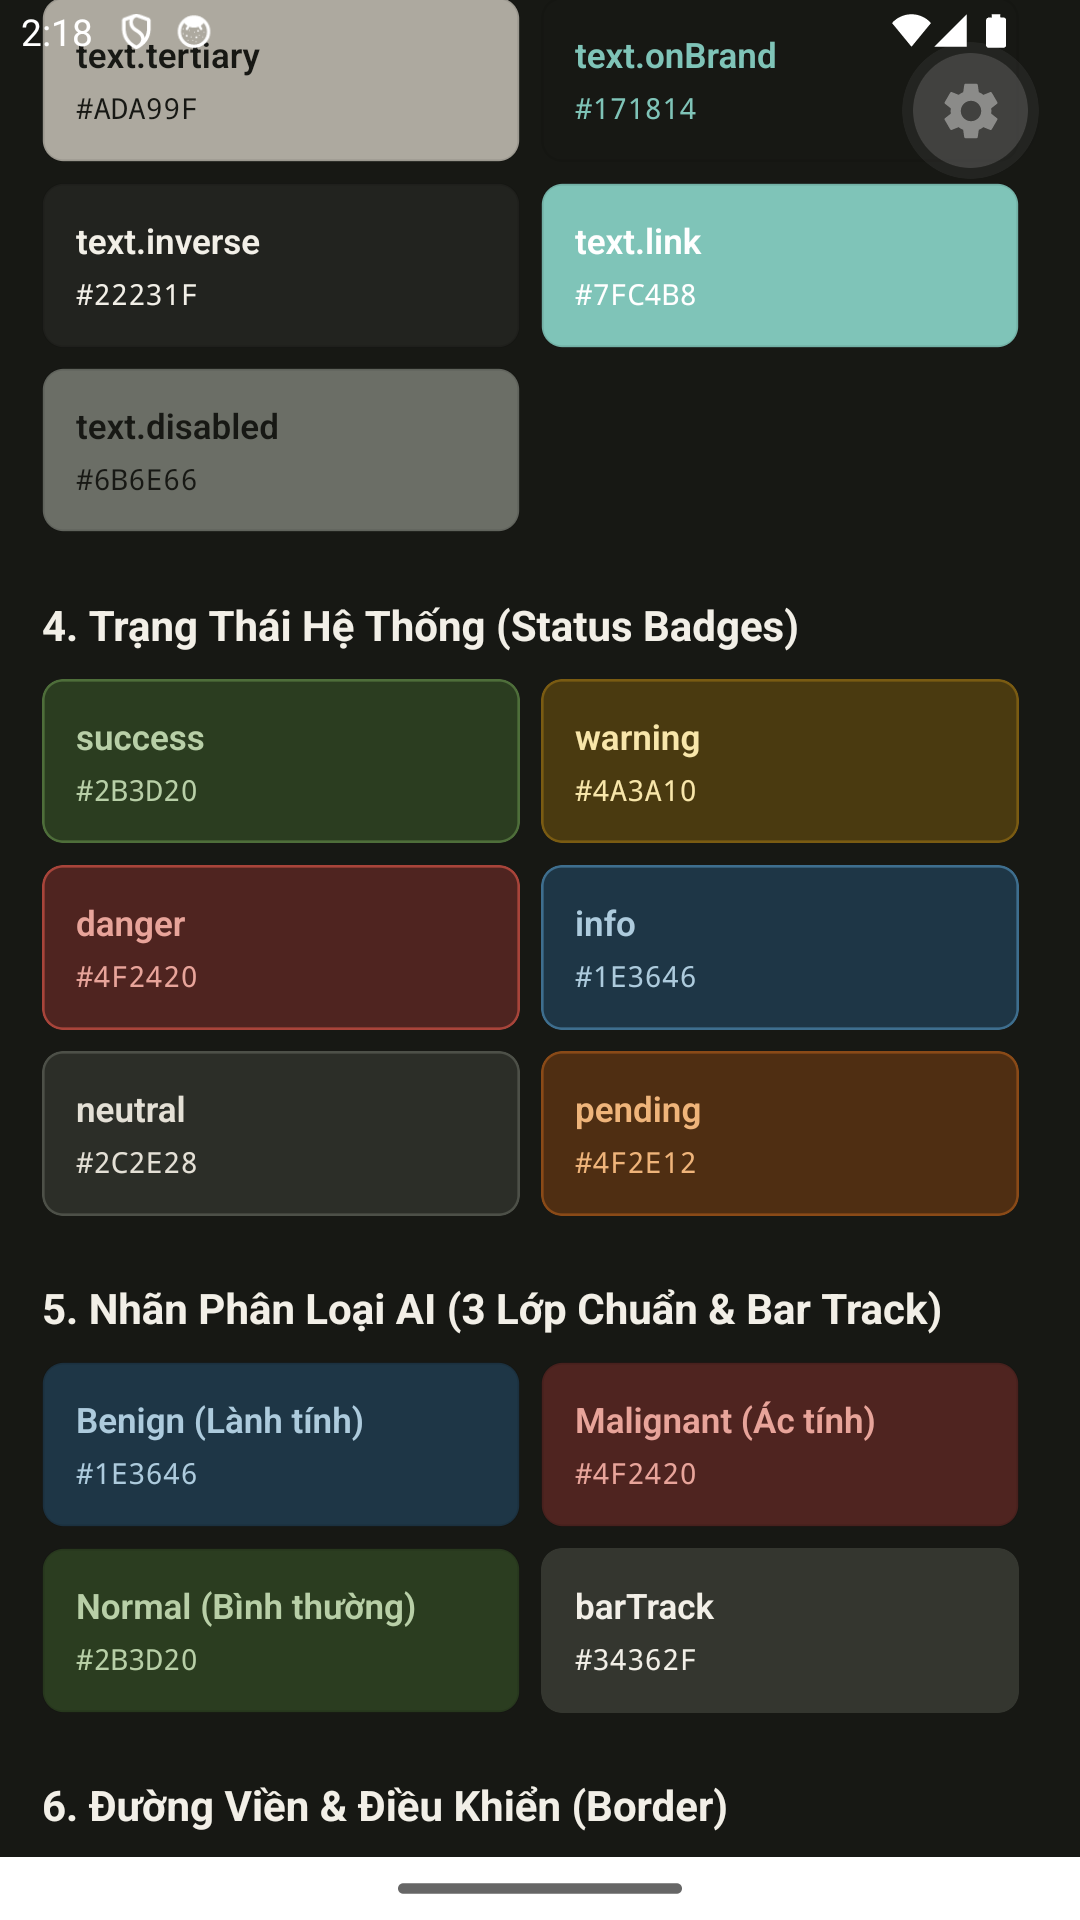 2:18
text.tertiary
#ADA99F
text.onBrand
#171814
text.inverse
#22231F
text.link
#7FC4B8
text.disabled
#6B6E66
4. Trạng Thái Hệ Thống (Status Badges)
success
#2B3D20
warning
#4A3A10
danger
#4F2420
info
#1E3646
neutral
#2C2E28
pending
#4F2E12
5. Nhãn Phân Loại AI (3 Lớp Chuẩn & Bar Track)
Benign (Lành tính)
#1E3646
Malignant (Ác tính)
#4F2420
Normal (Bình thường)
#2B3D20
barTrack
#34362F
6. Đường Viền & Điều Khiển (Border)